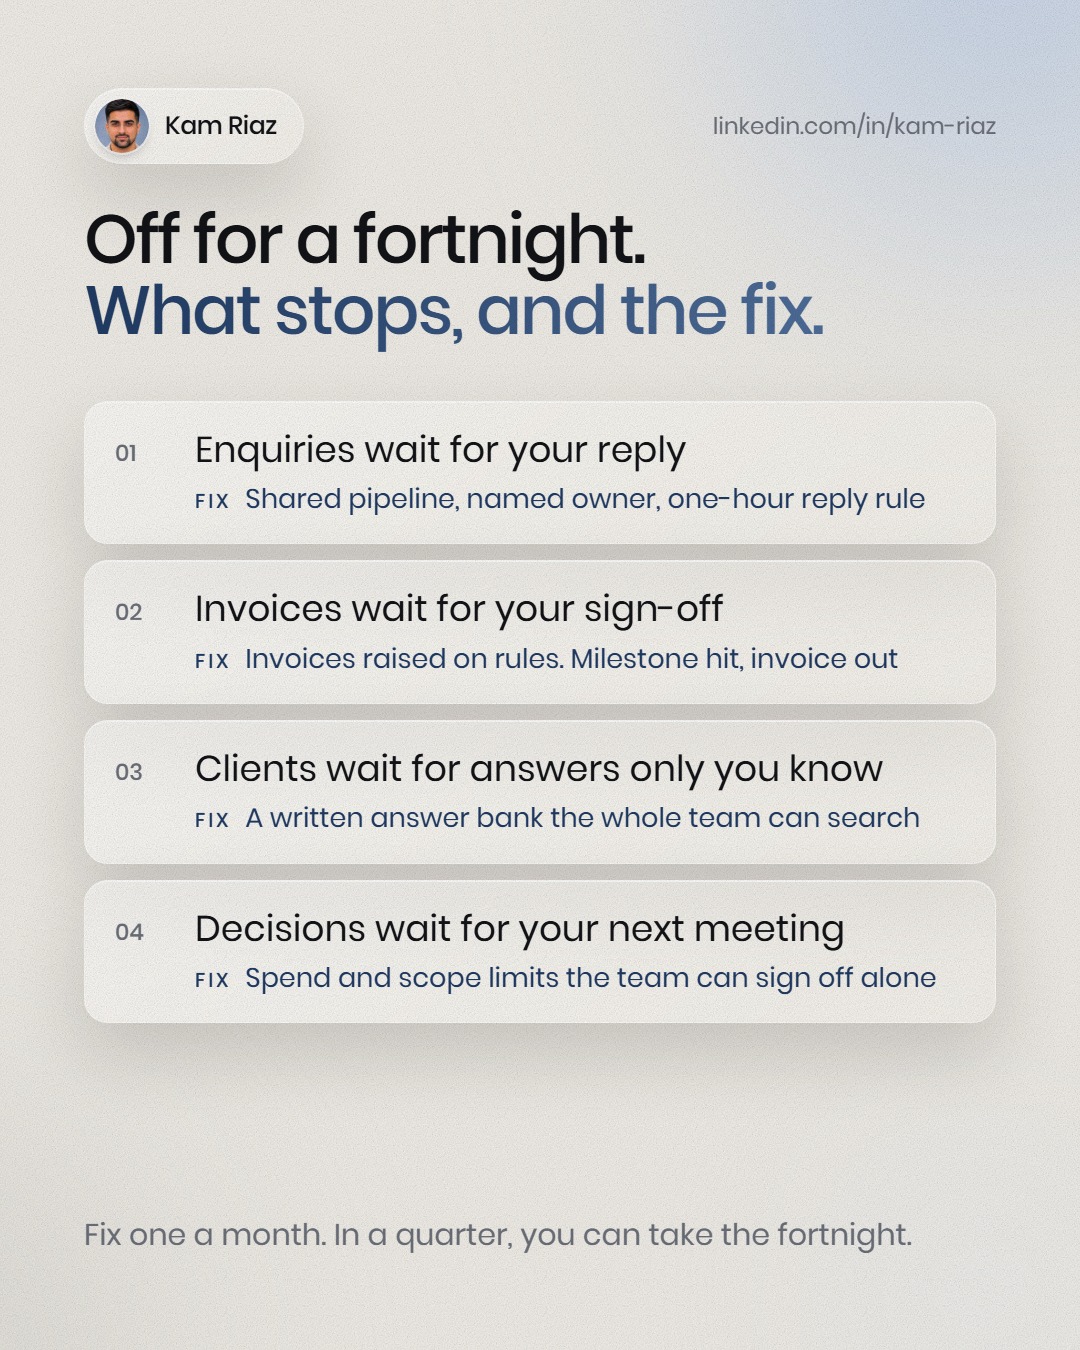 Kam Riaz
linkedin.com/in/kam-riaz
Off for a fortnight.
What stops, and the fix.
01
Enquiries wait for your reply
FIX Shared pipeline, named owner, one-hour reply rule
02
Invoices wait for your sign-off
FIX Invoices raised on rules. Milestone hit, invoice out
03
Clients wait for answers only you know
FIX A written answer bank the whole team can search
04
Decisions wait for your next meeting
FIX Spend and scope limits the team can sign off alone
Fix one a month. In a quarter, you can take the fortnight.